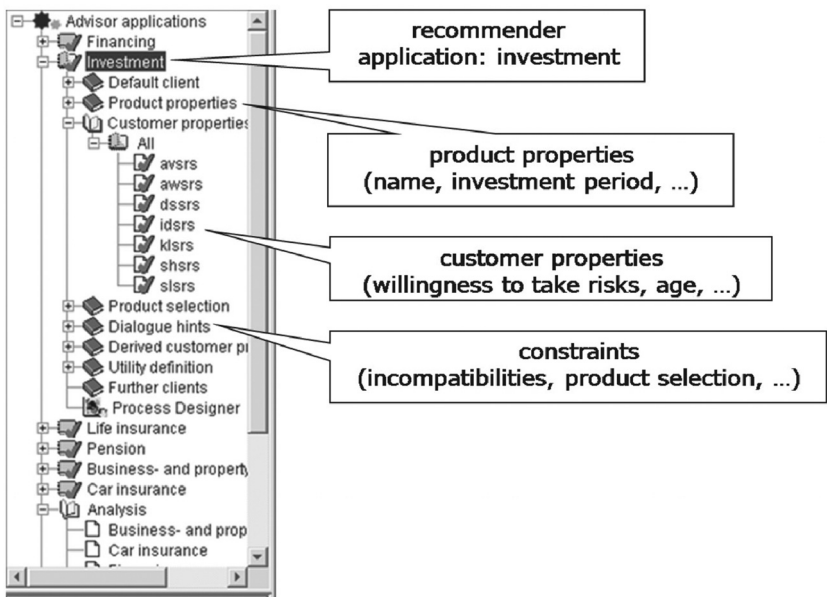 Advisor applications
Financing
Investment
Default client
Product properties
Customer properties
All
avsrs
awsrs
dssrs
idsrs
klsrs
shsrs
slsrs
Product selection
Dialogue hints
Derived customer pr
Utility definition
Further clients
Process Designer
Life insurance
Pension
Business- and property
Car insurance
Analysis
Business- and prop
Car insurance
recommender
application: investment
product properties
(name, investment period, ...)
customer properties
(willingness to take risks, age, ...)
constraints
(incompatibilities, product selection, ...)